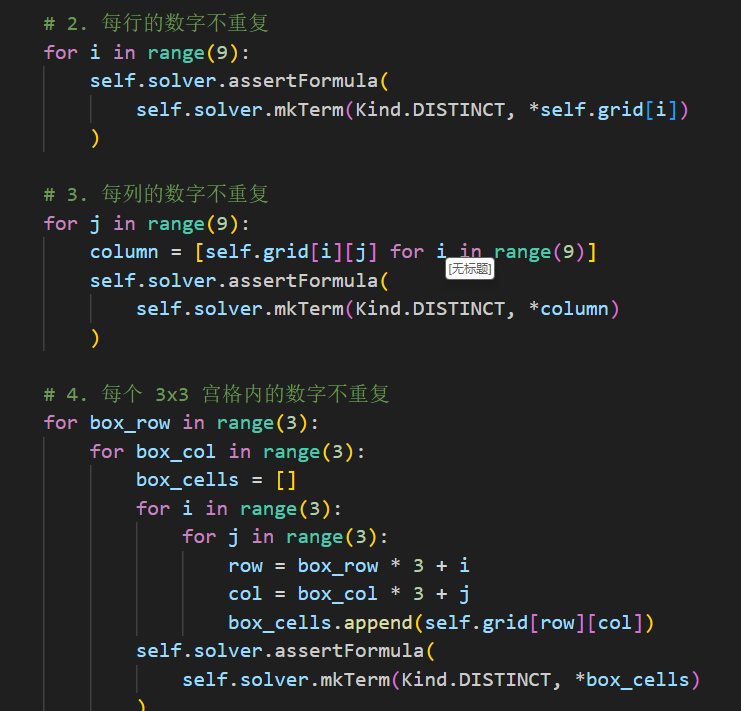 # 2. 每行的数字不重复
for i in range(9):
    self.solver.assertFormula(
        self.solver.mkTerm(Kind.DISTINCT, *self.grid[i])
    )
# 3. 每列的数字不重复
for j in range(9):
    column = [self.grid[i][j] for i in range(9)]
[无标题]
    self.solver.assertFormula(
        self.solver.mkTerm(Kind.DISTINCT, *column)
    )
# 4. 每个 3x3 宫格内的数字不重复
for box_row in range(3):
    for box_col in range(3):
        box_cells = []
        for i in range(3):
            for j in range(3):
                row = box_row * 3 + i
                col = box_col * 3 + j
                box_cells.append(self.grid[row][col])
        self.solver.assertFormula(
            self.solver.mkTerm(Kind.DISTINCT, *box_cells)
        )